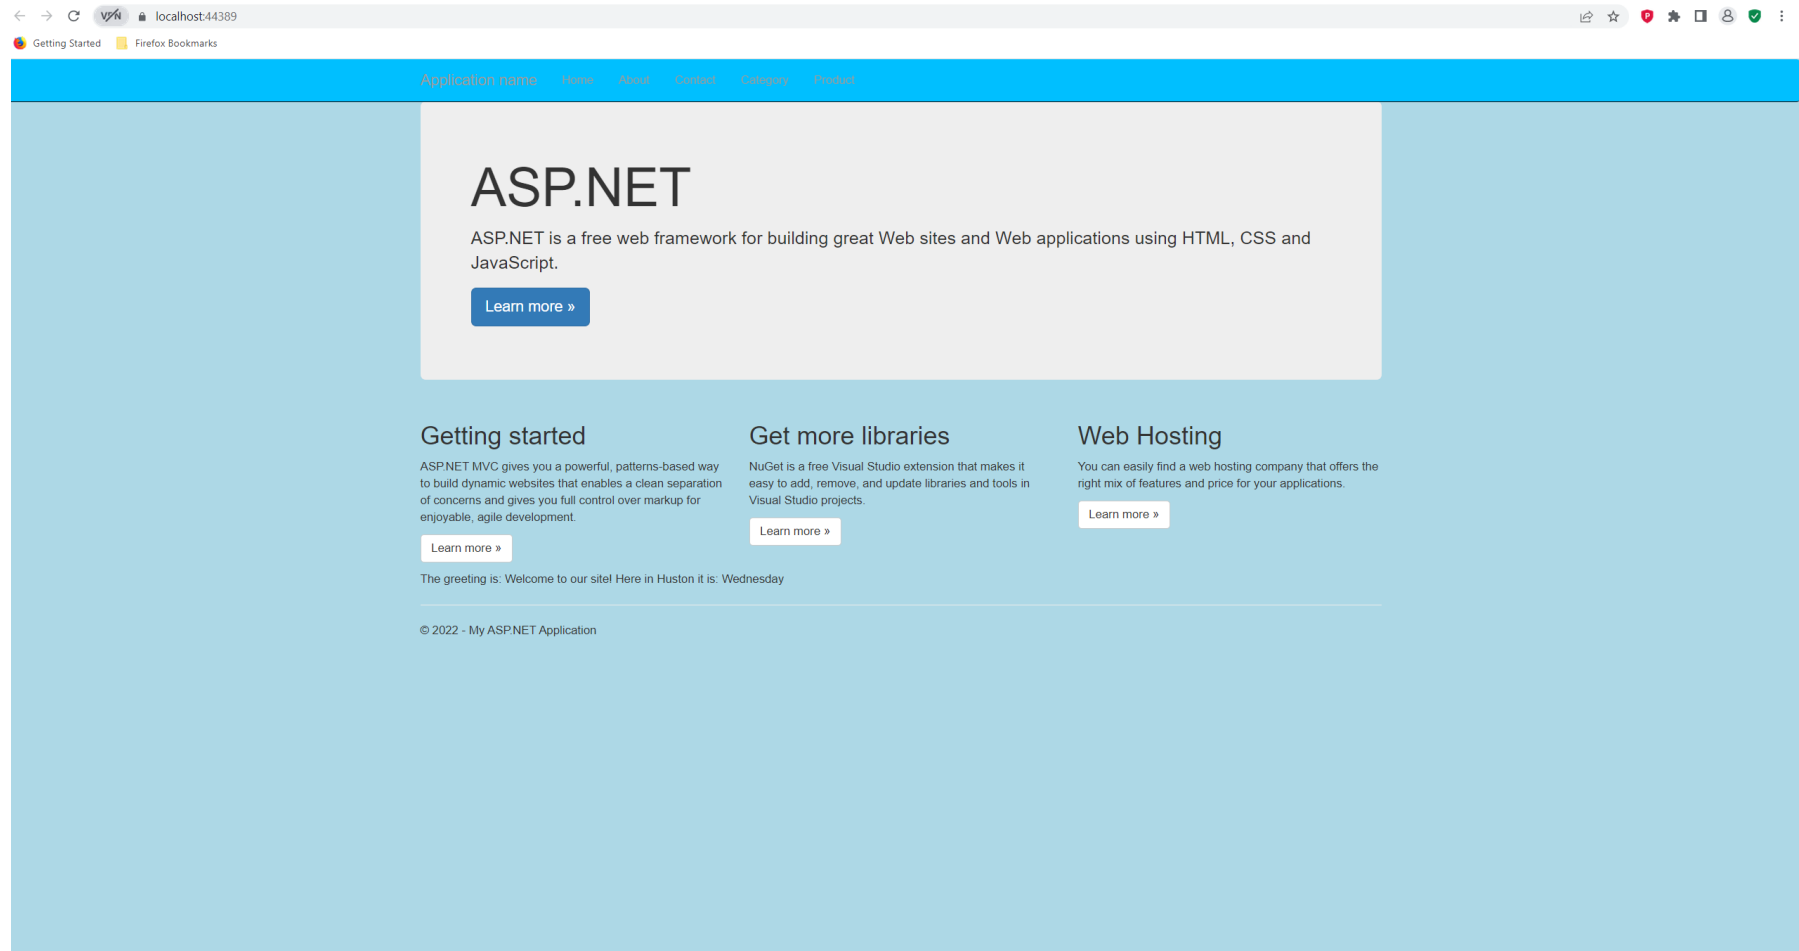 VPN localhost:44389
Getting Started Firefox Bookmarks
Application name Home About Contact Category Product
ASP.NET
ASP.NET is a free web framework for building great Web sites and Web applications using HTML, CSS and
JavaScript.
Learn more »
Getting started
ASP.NET MVC gives you a powerful, patterns-based way
to build dynamic websites that enables a clean separation
of concerns and gives you full control over markup for
enjoyable, agile development.
Learn more »
Get more libraries
NuGet is a free Visual Studio extension that makes it
easy to add, remove, and update libraries and tools in
Visual Studio projects.
Learn more »
Web Hosting
You can easily find a web hosting company that offers the
right mix of features and price for your applications.
Learn more »
The greeting is: Welcome to our site! Here in Huston it is: Wednesday
© 2022 - My ASP.NET Application